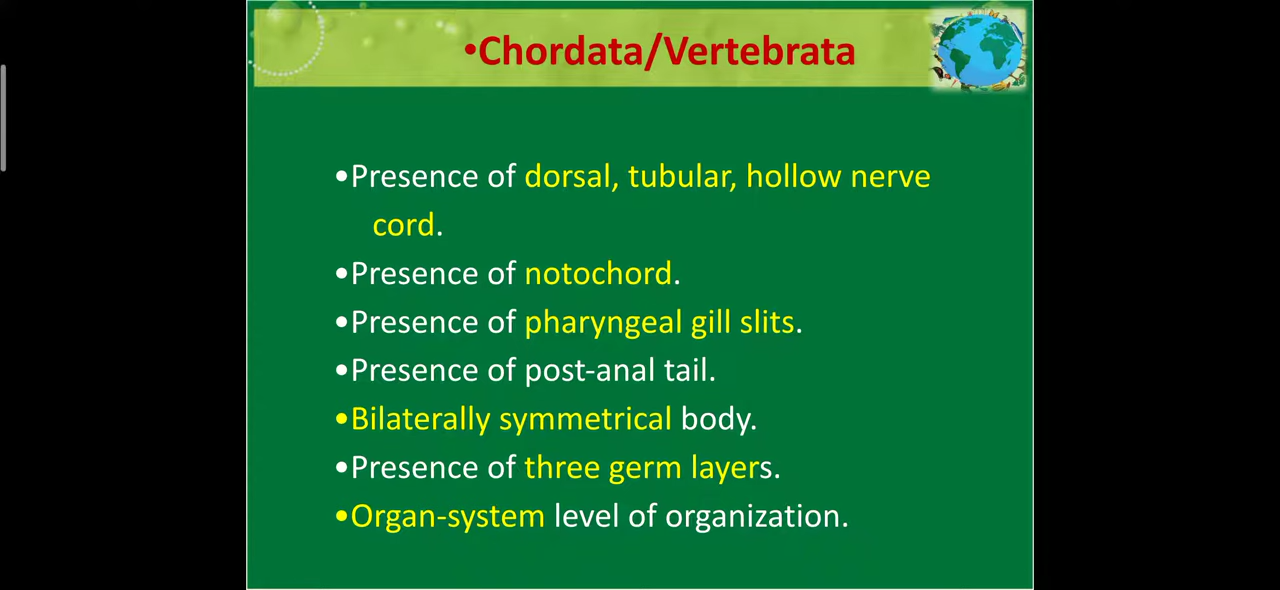 •Chordata/Vertebrata
•Presence of dorsal, tubular, hollow nerve
cord.
•Presence of notochord.
•Presence of pharyngeal gill slits.
•Presence of post-anal tail.
•Bilaterally symmetrical body.
•Presence of three germ layers.
•Organ-system level of organization.